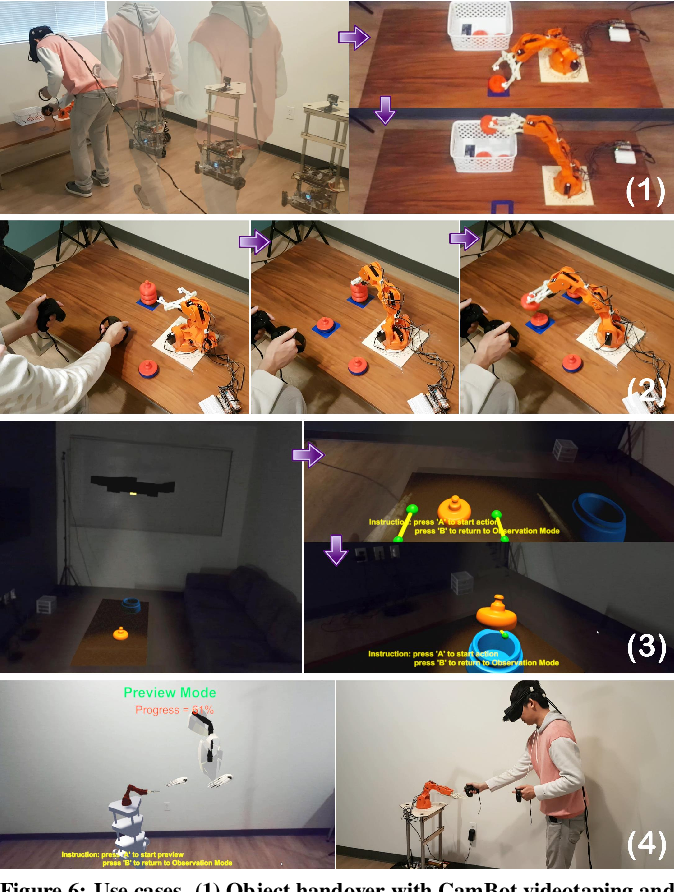 (1)
(2)
Instruction: press 'A' to start action
press 'B' to return to Observation Mode
Instruction: press 'A' to start action
press 'B' to return to Observation Mode
(3)
Preview Mode
Progress = 51%
Instruction: press 'A' to start preview
press 'B' to return to Observation Mode
(4)
Figure 6: Use cases. (1) Object handover with CamBot videotaping and